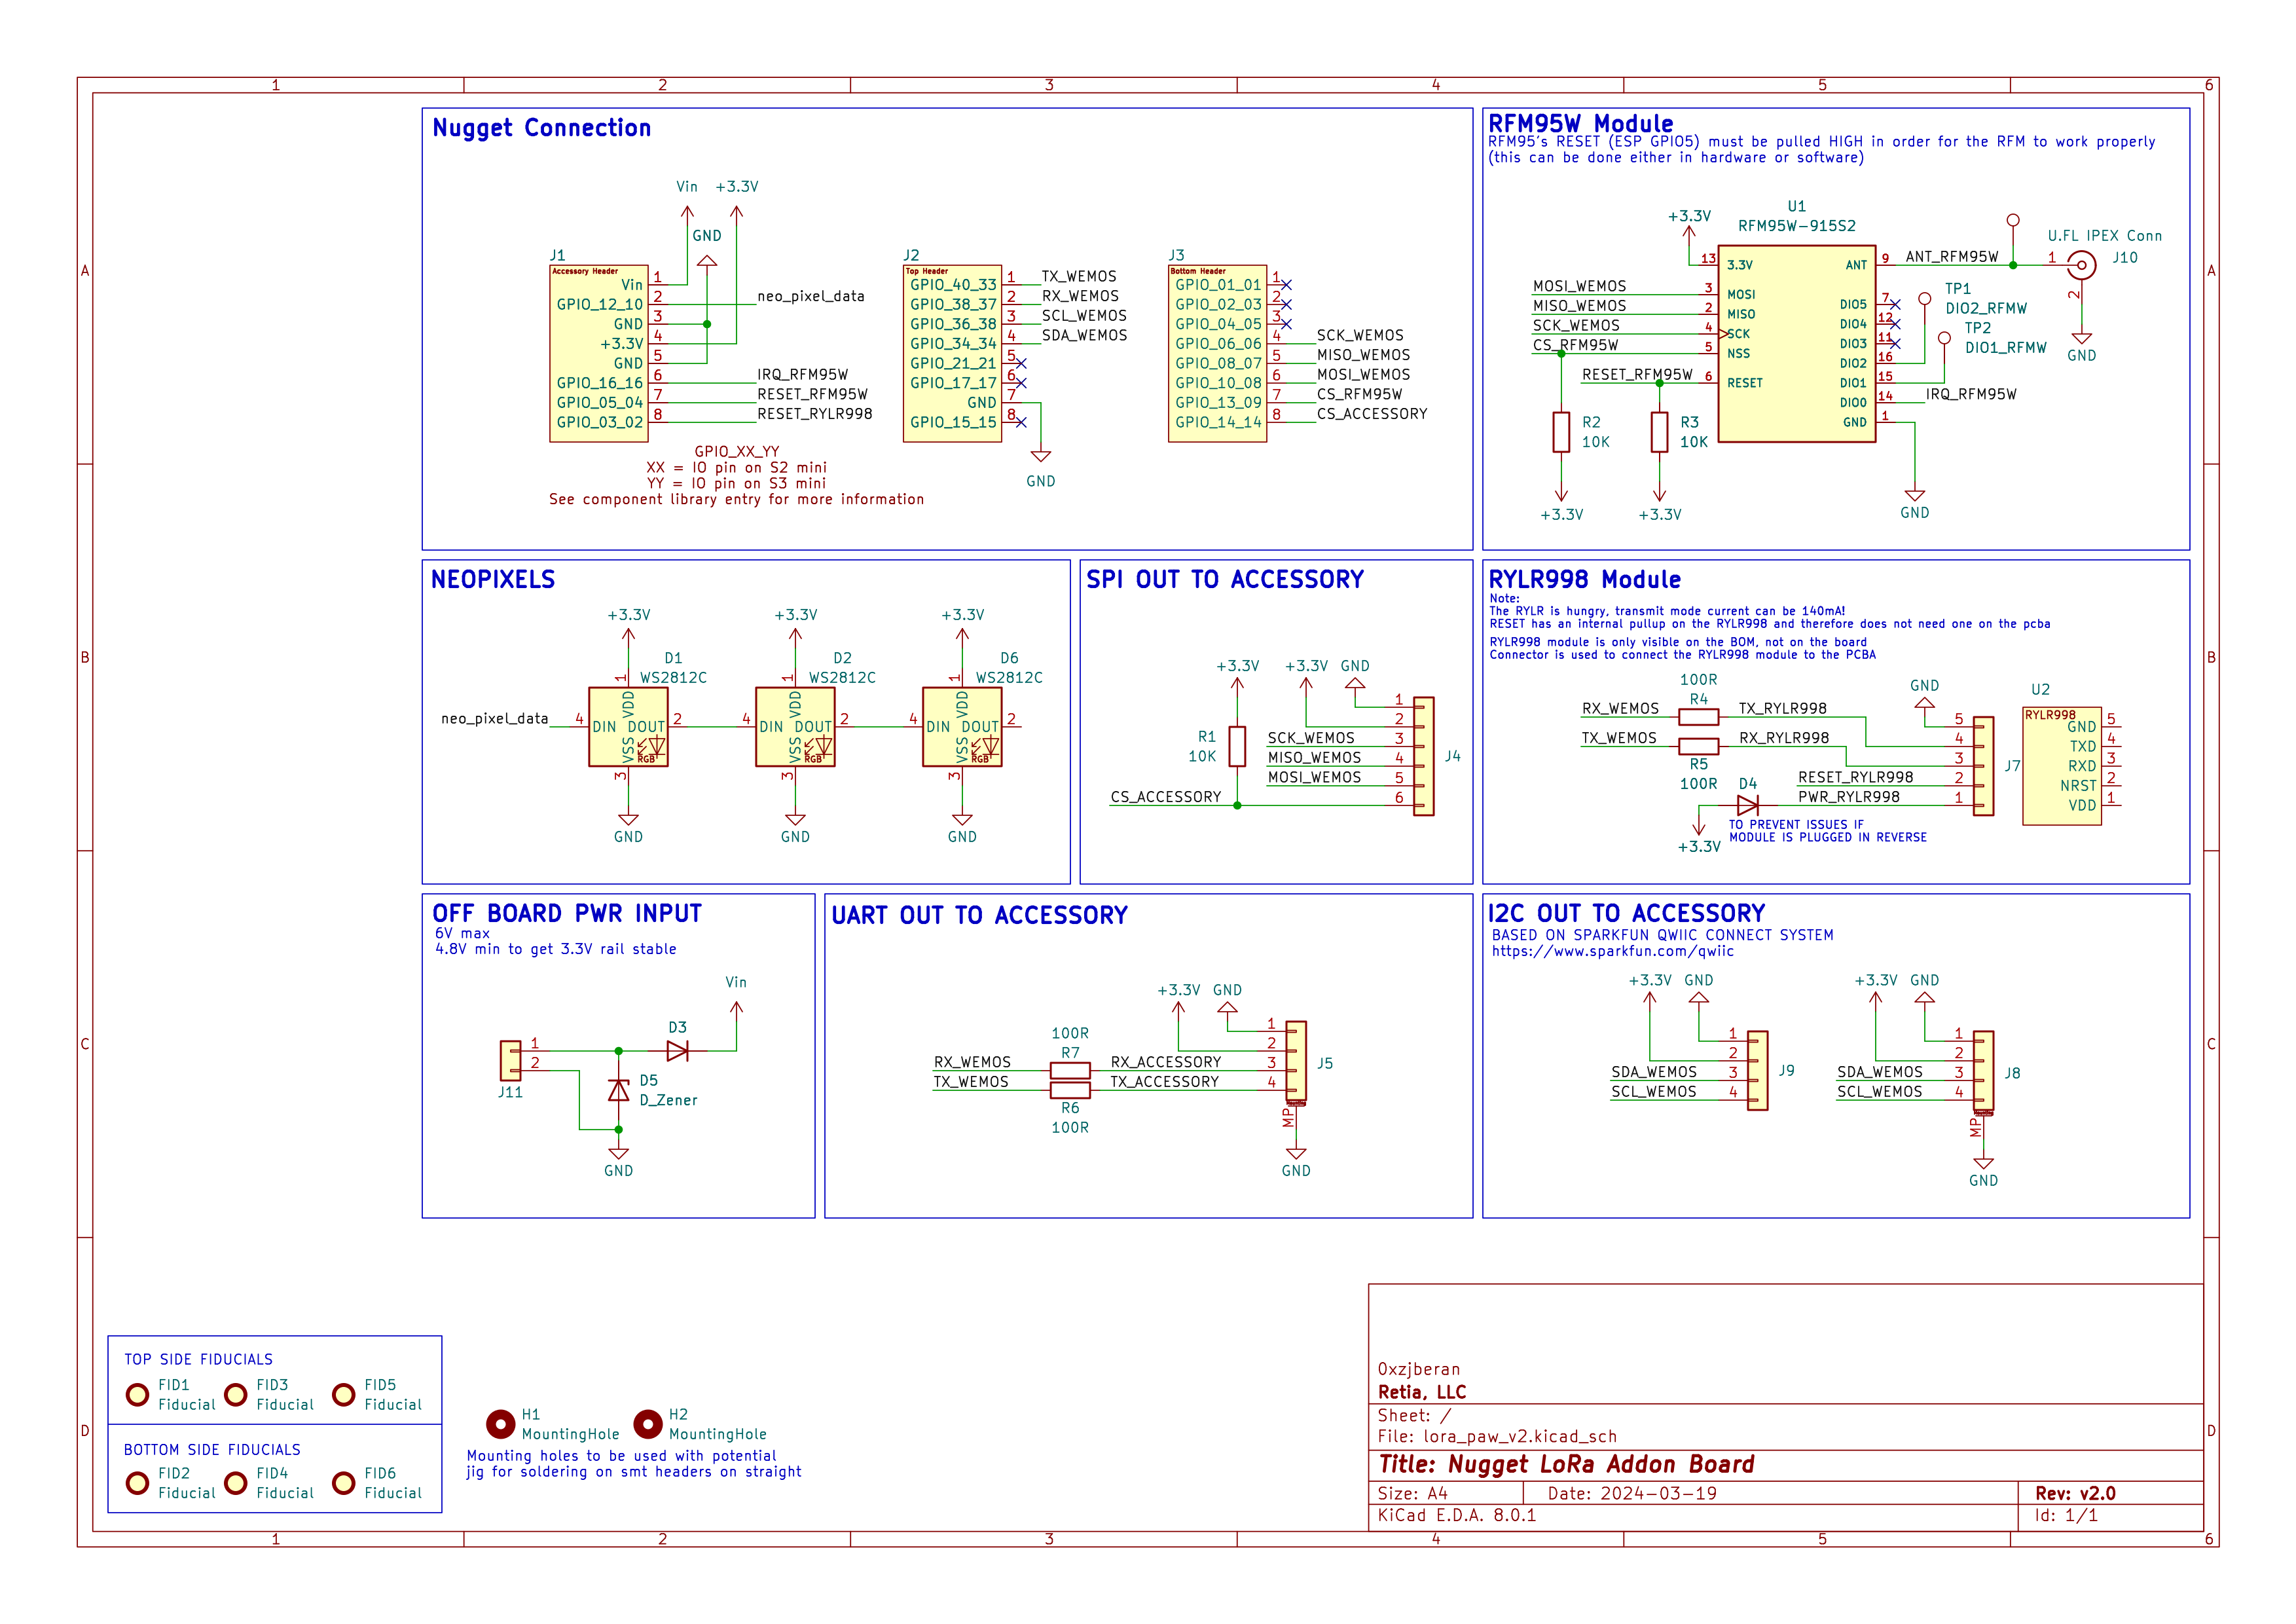 1 2 3 4 5 6
A
B
C
D
Nugget Connection
Vin
+3.3V
GND
J1
Accessory Header
Vin 1
GPIO_12_10 2 neo_pixel_data
GND 3
+3.3V 4
GND 5
GPIO_16_16 6 IRQ_RFM95W
GPIO_05_04 7 RESET_RFM95W
GPIO_03_02 8 RESET_RYLR998
GPIO_XX_YY
XX = IO pin on S2 mini
YY = IO pin on S3 mini
See component library entry for more information
J2
Top Header
GPIO_40_33 1 TX_WEMOS
GPIO_38_37 2 RX_WEMOS
GPIO_36_38 3 SCL_WEMOS
GPIO_34_34 4 SDA_WEMOS
GPIO_21_21 5
GPIO_17_17 6
GND 7
GPIO_15_15 8
GND
J3
Bottom Header
GPIO_01_01 1
GPIO_02_03 2
GPIO_04_05 3
GPIO_06_06 4 SCK_WEMOS
GPIO_08_07 5 MISO_WEMOS
GPIO_10_08 6 MOSI_WEMOS
GPIO_13_09 7 CS_RFM95W
GPIO_14_14 8 CS_ACCESSORY
RFM95W Module
RFM95's RESET (ESP GPIO5) must be pulled HIGH in order for the RFM to work properly
(this can be done either in hardware or software)
U1
RFM95W-915S2
+3.3V
13 3.3V
MOSI_WEMOS 3 MOSI
MISO_WEMOS 2 MISO
SCK_WEMOS 4 SCK
CS_RFM95W 5 NSS
RESET_RFM95W 6 RESET
ANT 9 ANT_RFM95W
DIO5 7
DIO4 12
DIO3 11
DIO2 16
DIO1 15
DIO0 14 IRQ_RFM95W
GND 1
U.FL IPEX Conn
J10
1
2
GND
TP1
DIO2_RFMW
TP2
DIO1_RFMW
R2
10K
R3
10K
+3.3V
+3.3V
GND
NEOPIXELS
+3.3V +3.3V +3.3V
D1
WS2812C
D2
WS2812C
D6
WS2812C
neo_pixel_data
4 DIN VDD 1 DOUT 2 VSS 3 RGB
4 DIN VDD 1 DOUT 2 VSS 3 RGB
4 DIN VDD 1 DOUT 2 VSS 3 RGB
GND GND GND
SPI OUT TO ACCESSORY
+3.3V +3.3V GND
R1
10K
1
2
SCK_WEMOS 3
MISO_WEMOS 4
MOSI_WEMOS 5
CS_ACCESSORY 6
J4
RYLR998 Module
Note:
The RYLR is hungry, transmit mode current can be 140mA!
RESET has an internal pullup on the RYLR998 and therefore does not need one on the pcba
RYLR998 module is only visible on the BOM, not on the board
Connector is used to connect the RYLR998 module to the PCBA
100R
R4
RX_WEMOS TX_RYLR998
TX_WEMOS RX_RYLR998
R5
100R
D4
RESET_RYLR998
PWR_RYLR998
+3.3V
TO PREVENT ISSUES IF
MODULE IS PLUGGED IN REVERSE
GND
5
4
3
2
1
J7
U2
RYLR998
GND 5
TXD 4
RXD 3
NRST 2
VDD 1
OFF BOARD PWR INPUT
6V max
4.8V min to get 3.3V rail stable
Vin
D3
1
2
J11
D5
D_Zener
GND
UART OUT TO ACCESSORY
+3.3V GND
100R
R7
RX_WEMOS RX_ACCESSORY
TX_WEMOS TX_ACCESSORY
R6
100R
1
2
3
4
J5
MP
GND
I2C OUT TO ACCESSORY
BASED ON SPARKFUN QWIIC CONNECT SYSTEM
https://www.sparkfun.com/qwiic
+3.3V GND
1
2
SDA_WEMOS 3
SCL_WEMOS 4
J9
+3.3V GND
1
2
SDA_WEMOS 3
SCL_WEMOS 4
J8
MP
GND
TOP SIDE FIDUCIALS
FID1
Fiducial
FID3
Fiducial
FID5
Fiducial
BOTTOM SIDE FIDUCIALS
FID2
Fiducial
FID4
Fiducial
FID6
Fiducial
H1
MountingHole
H2
MountingHole
Mounting holes to be used with potential
jig for soldering on smt headers on straight
0xzjberan
Retia, LLC
Sheet: /
File: lora_paw_v2.kicad_sch
Title: Nugget LoRa Addon Board
Size: A4 Date: 2024-03-19 Rev: v2.0
KiCad E.D.A. 8.0.1 Id: 1/1
A
B
C
D
1 2 3 4 5 6